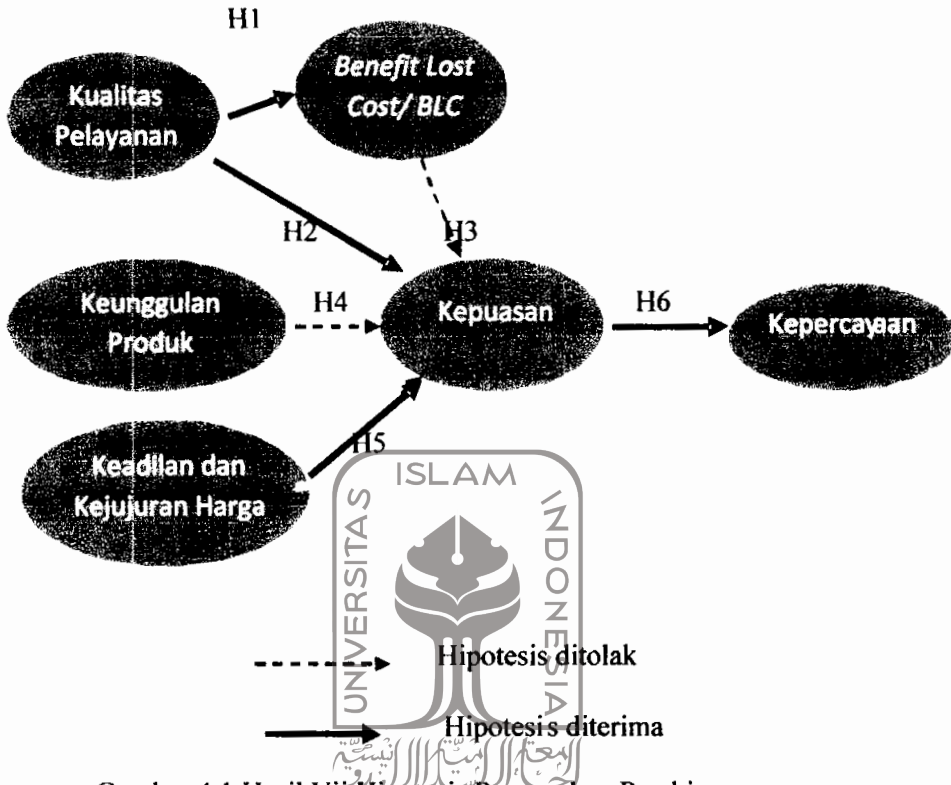 H1
Benefit Lost
Cost/ BLC
Kualitas
Pelayanan
H2
H3
Keunggulan
Produk
H4
Kepuasan
H6
Kepercayaan
H5
Keadilan dan
Kejujuran Harga
ISLAM
UNIVERSITAS
INDONESIA
Hipotesis ditolak
Hipotesis diterima